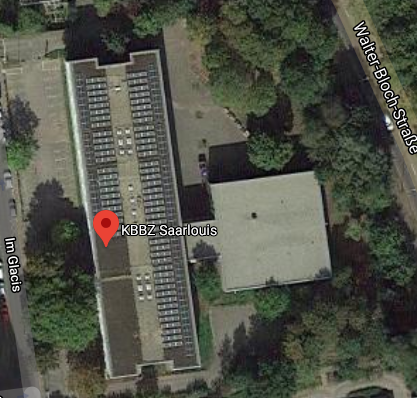 Walter-Bloch-Straße
KBBZ Saarlouis
Im Glacis